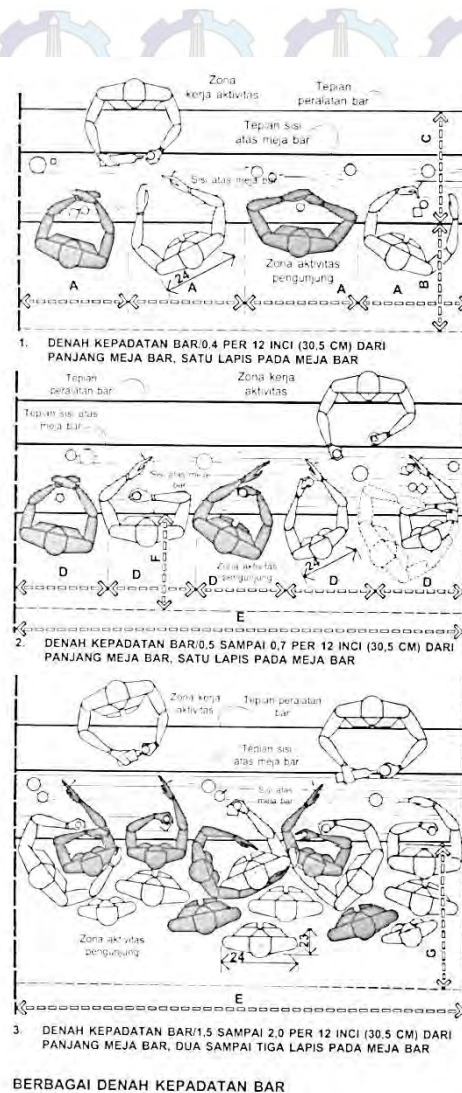 Zona
kerja aktivitas
Tepian
peralatan bar
Tepian sisi
atas meja bar
C
Sisi atas meja bar
24
Zona aktivitas
pengunjung
B
A
A
A
A
1. DENAH KEPADATAN BAR/0,4 PER 12 INCI (30,5 CM) DARI
PANJANG MEJA BAR, SATU LAPIS PADA MEJA BAR
Tepian
peralatan bar
Zona kerja
aktivitas
Tepian sisi atas
meja bar
Sisi atas meja
bar
24
Zona aktivitas
pengunjung
F
D
D
D
D
D
E
2. DENAH KEPADATAN BAR/0,5 SAMPAI 0,7 PER 12 INCI (30,5 CM) DARI
PANJANG MEJA BAR, SATU LAPIS PADA MEJA BAR
Zona kerja
aktivitas
Tepian peralatan
bar
Tepian sisi
atas meja bar
Sisi atas
meja bar
Zona aktivitas
pengunjung
23
24
G
E
3 DENAH KEPADATAN BAR/1,5 SAMPAI 2,0 PER 12 INCI (30,5 CM) DARI
PANJANG MEJA BAR, DUA SAMPAI TIGA LAPIS PADA MEJA BAR
BERBAGAI DENAH KEPADATAN BAR